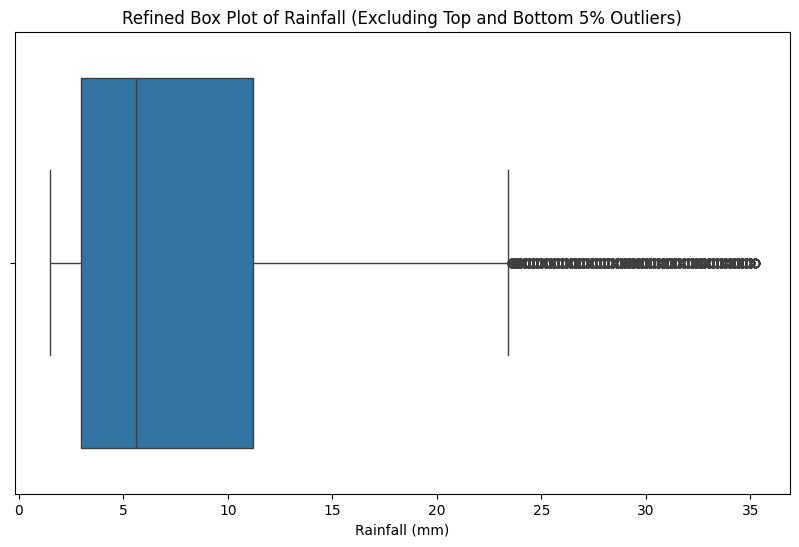 Refined Box Plot of Rainfall (Excluding Top and Bottom 5% Outliers)
0 5 10 15 20 25 30 35
Rainfall (mm)